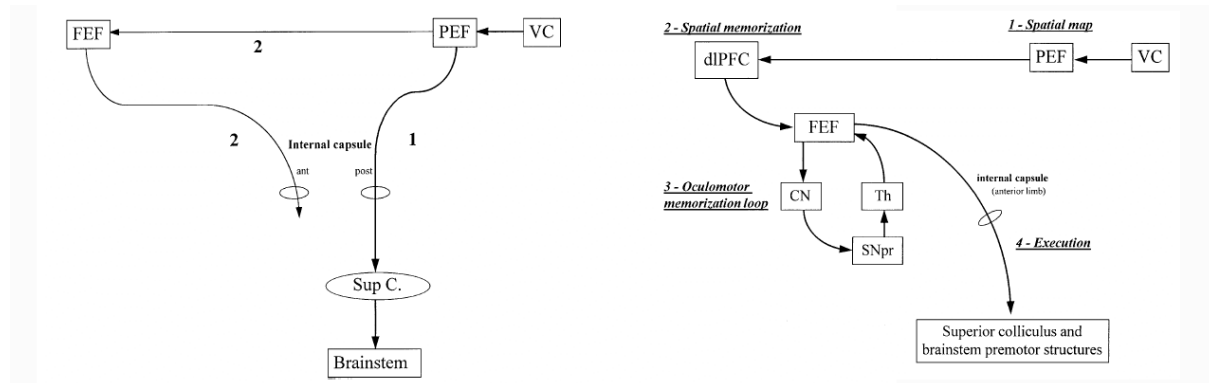 FEF
PEF
VC
2
2
Internal capsule
1
ant
post
Sup C.
Brainstem
2 - Spatial memorization
1 - Spatial map
dlPFC
PEF
VC
FEF
internal capsule
(anterior limb)
3 - Oculomotor
memorization loop
CN
Th
SNpr
4 - Execution
Superior colliculus and
brainstem premotor structures